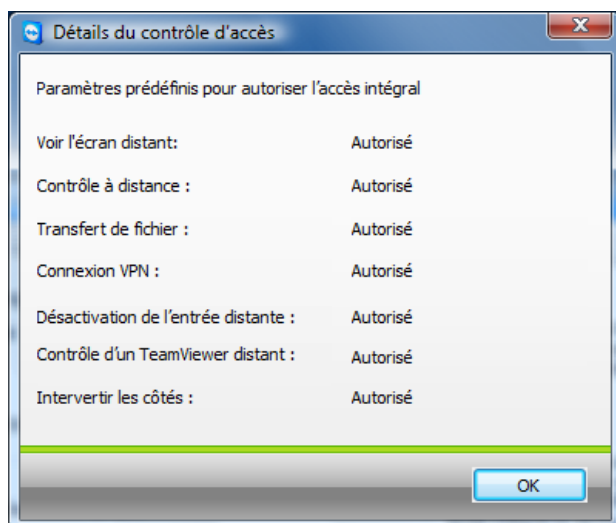 Détails du contrôle d'accès
Paramètres prédéfinis pour autoriser l’accès intégral
Voir l'écran distant: Autorisé
Contrôle à distance : Autorisé
Transfert de fichier : Autorisé
Connexion VPN : Autorisé
Désactivation de l’entrée distante : Autorisé
Contrôle d’un TeamViewer distant : Autorisé
Intervertir les côtés : Autorisé
OK